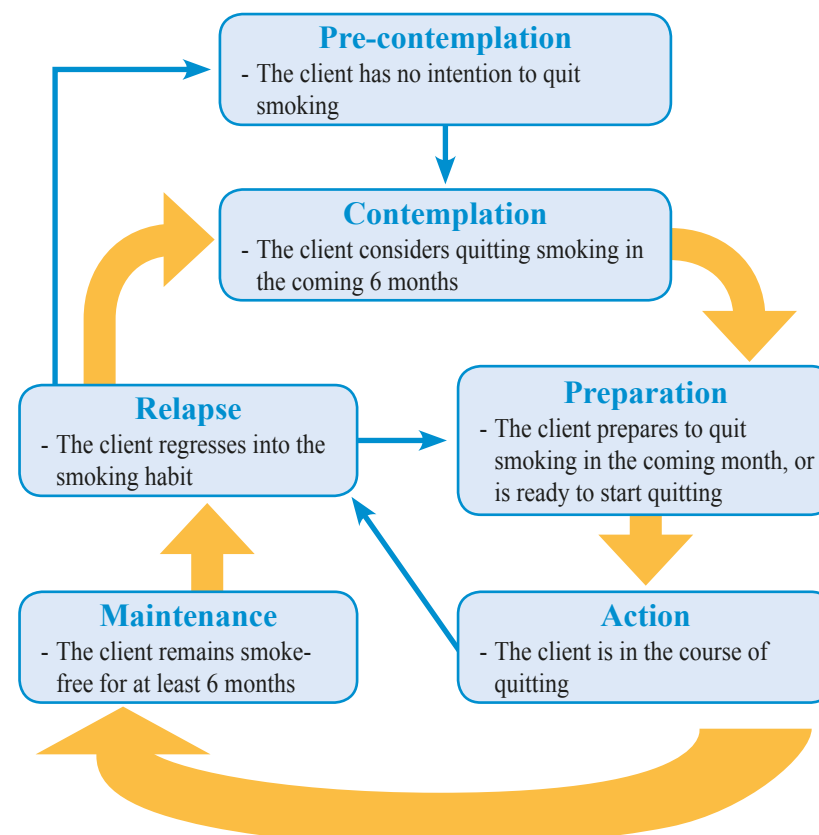 Pre-contemplation
- The client has no intention to quit
smoking
Contemplation
- The client considers quitting smoking in
the coming 6 months
Relapse
- The client regresses into the
smoking habit
Preparation
- The client prepares to quit
smoking in the coming month, or
is ready to start quitting
Maintenance
- The client remains smoke-
free for at least 6 months
Action
- The client is in the course of
quitting